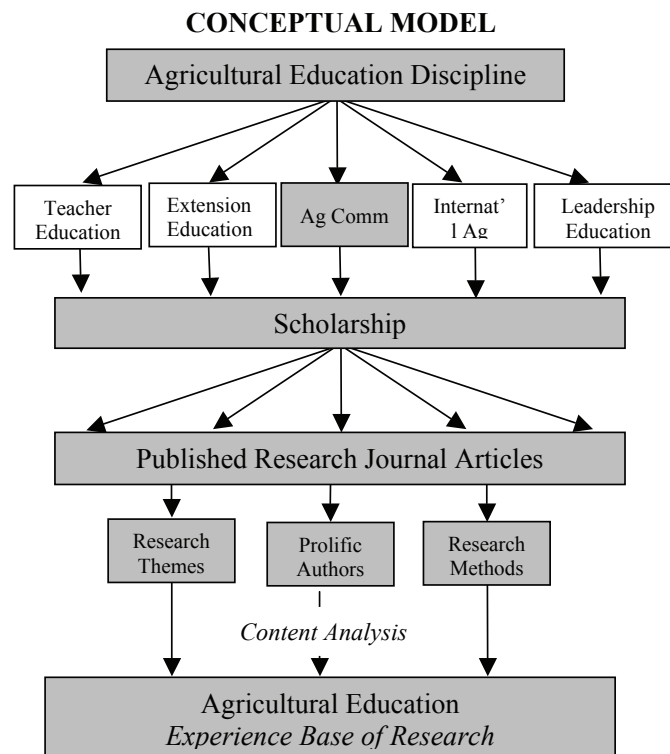 CONCEPTUAL MODEL
Agricultural Education Discipline
Teacher
Education
Extension
Education
Ag Comm
Internat’
l Ag
Leadership
Education
Scholarship
Published Research Journal Articles
Research
Themes
Prolific
Authors
Research
Methods
Content Analysis
Agricultural Education
Experience Base of Research